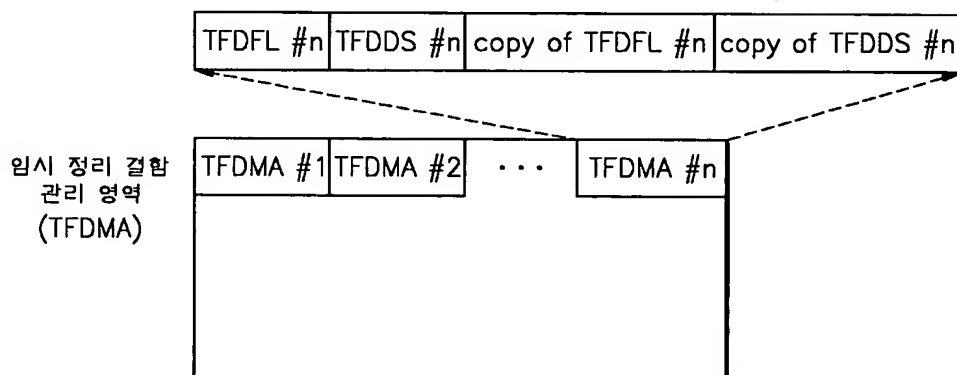 TFDFL #n TFDDS #n copy of TFDFL #n copy of TFDDS #n
TFDMA #1 TFDMA #2 ··· TFDMA #n
임시 정리 결함
관리 영역
(TFDMA)